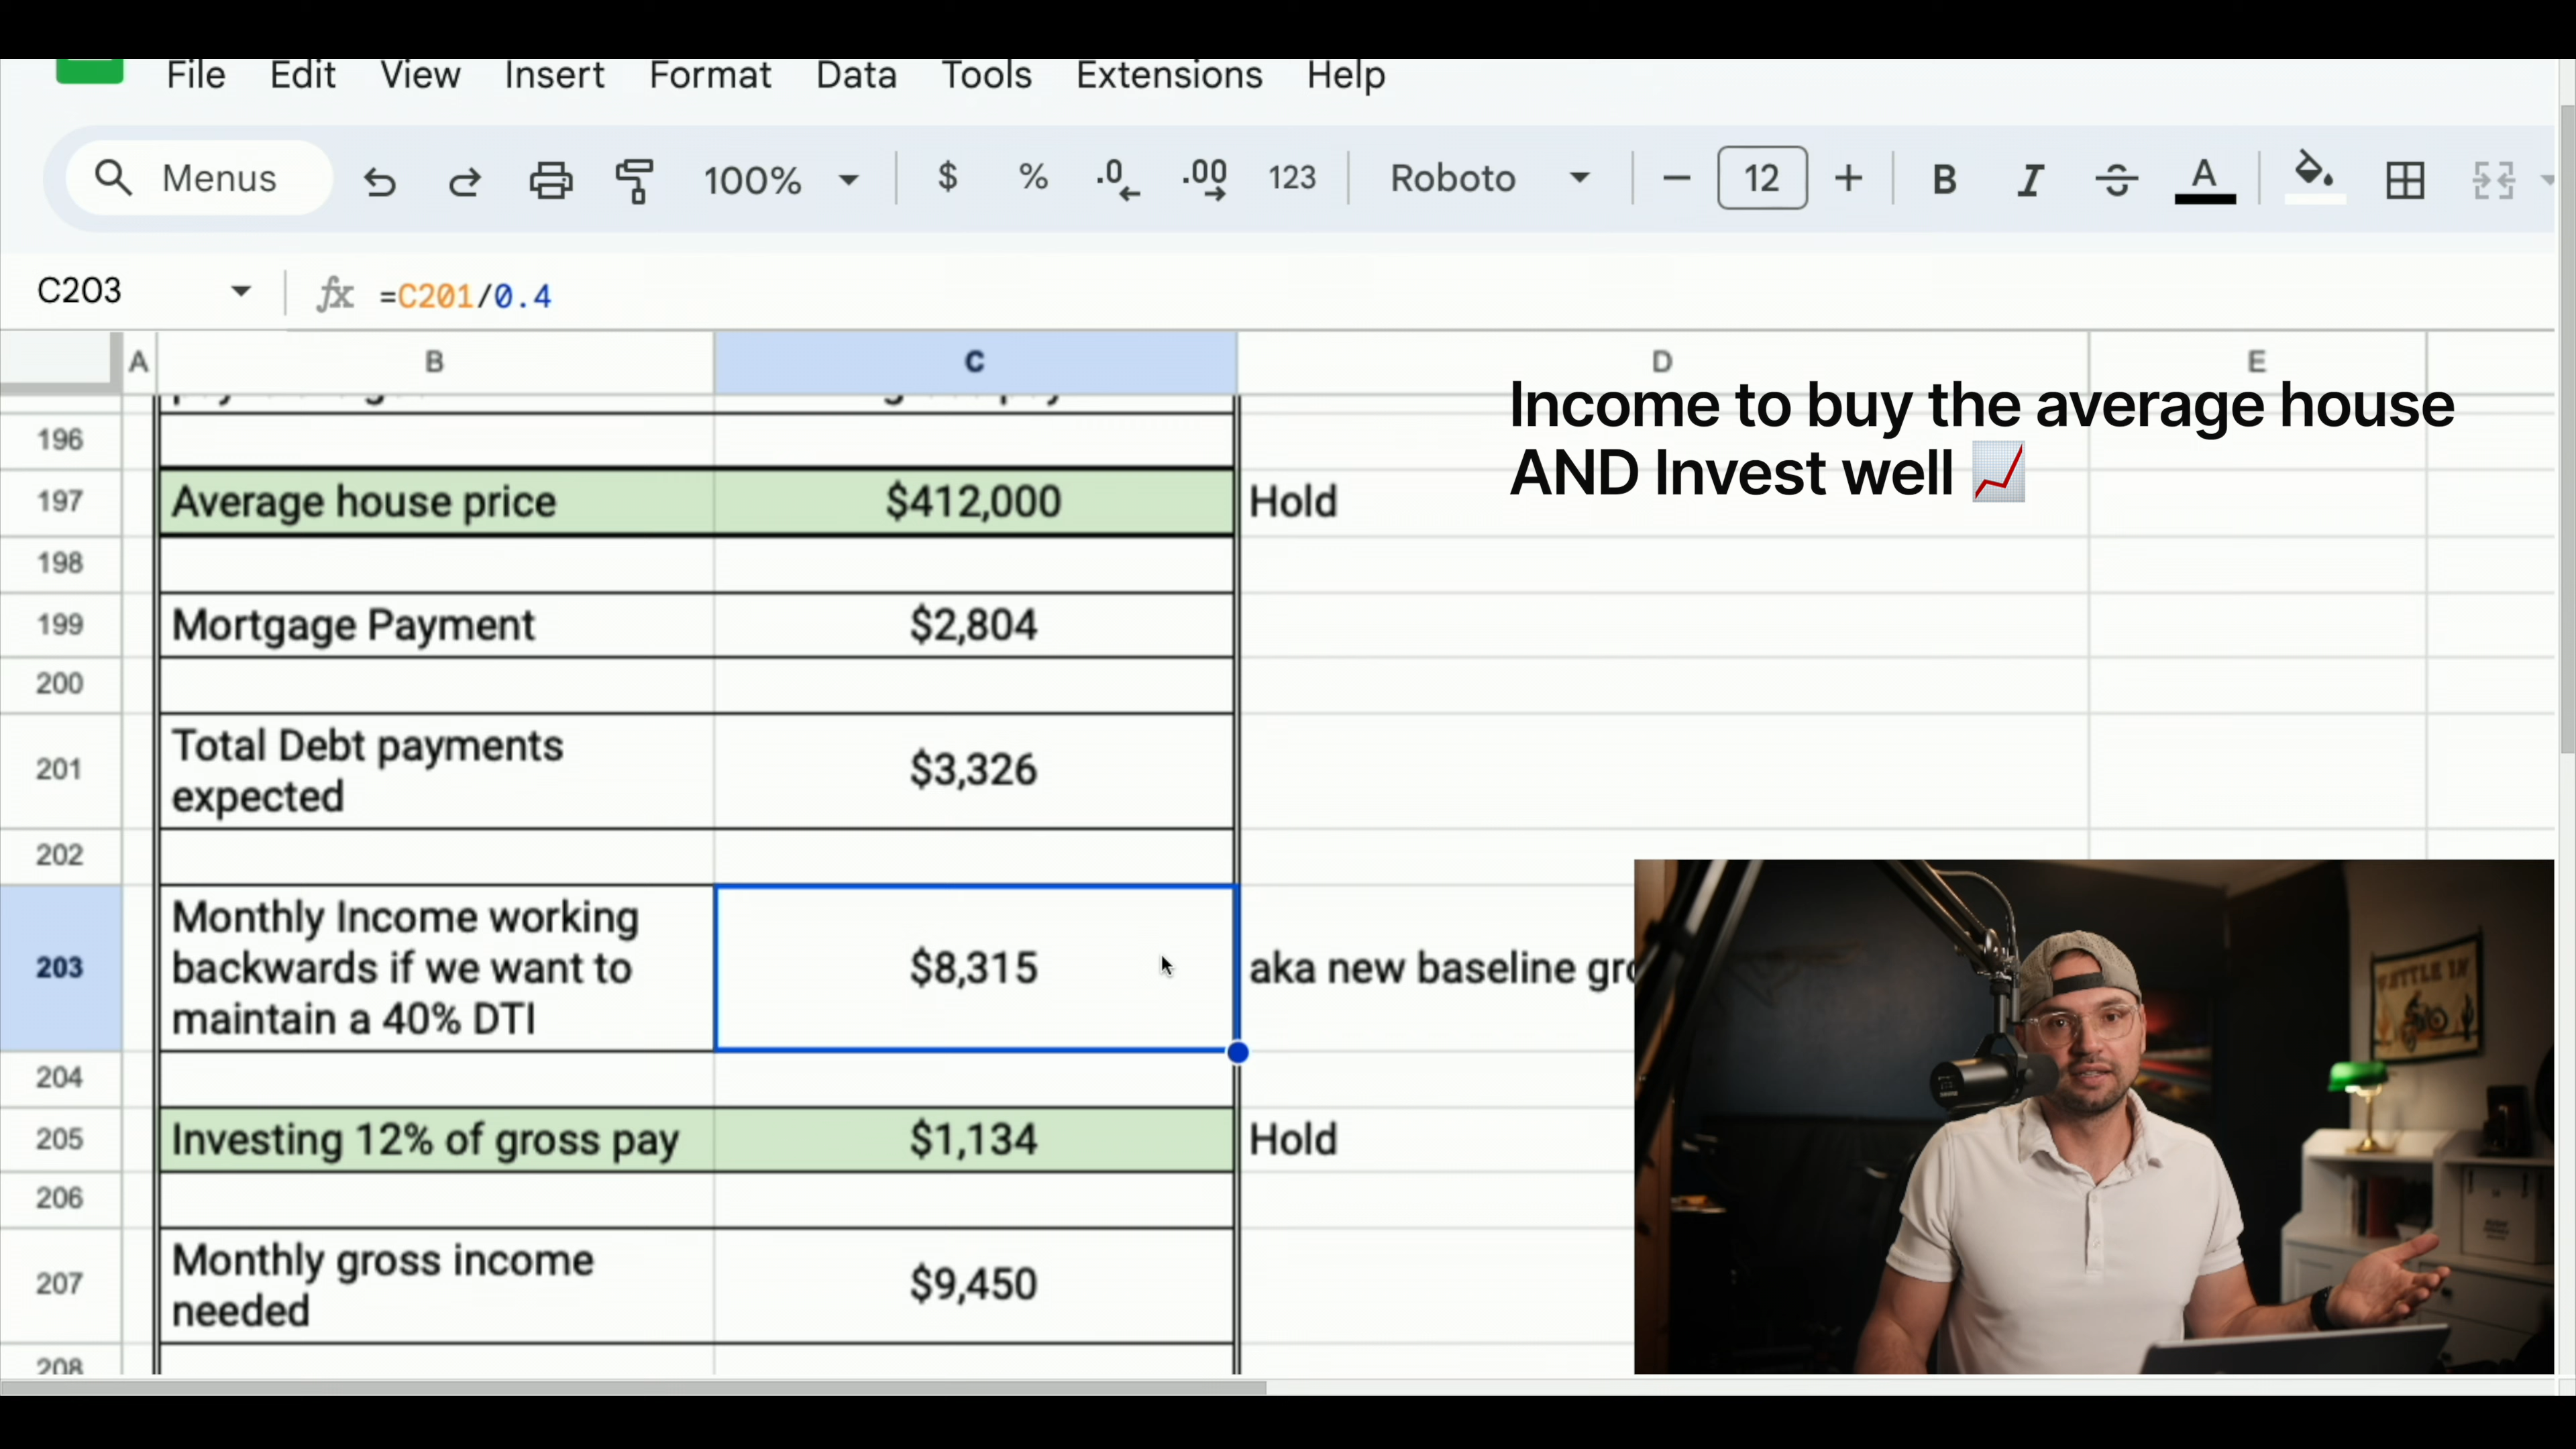 File Edit View Insert Format Data Tools Extensions Help
Menus 100% $ % .0 .00 123 Roboto 12 B I S A
C203 fx =C201/0.4
A B C D E
Income to buy the average house
AND Invest well
196
197 Average house price $412,000 Hold
198
199 Mortgage Payment $2,804
200
201 Total Debt payments
expected $3,326
202
203 Monthly Income working
backwards if we want to
maintain a 40% DTI $8,315 aka new baseline gro
204
205 Investing 12% of gross pay $1,134 Hold
206
207 Monthly gross income
needed $9,450
208